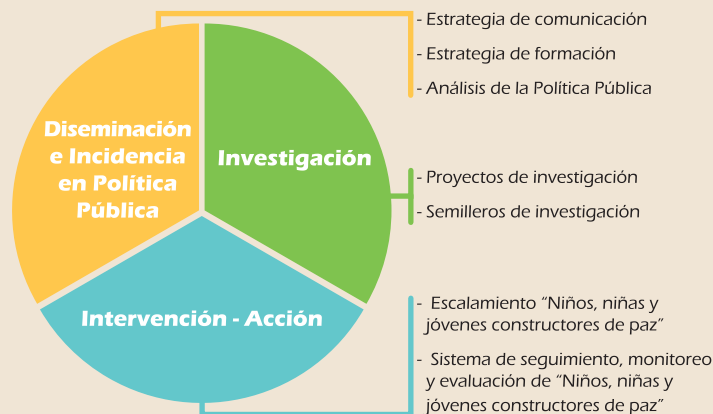 Diseminación
e Incidencia
en Política
Pública
Investigación
Intervención - Acción
- Estrategia de comunicación
- Estrategia de formación
- Análisis de la Política Pública
- Proyectos de investigación
- Semilleros de investigación
- Escalamiento “Niños, niñas y
jóvenes constructores de paz”
- Sistema de seguimiento, monitoreo
y evaluación de “Niños, niñas y
jóvenes constructores de paz”